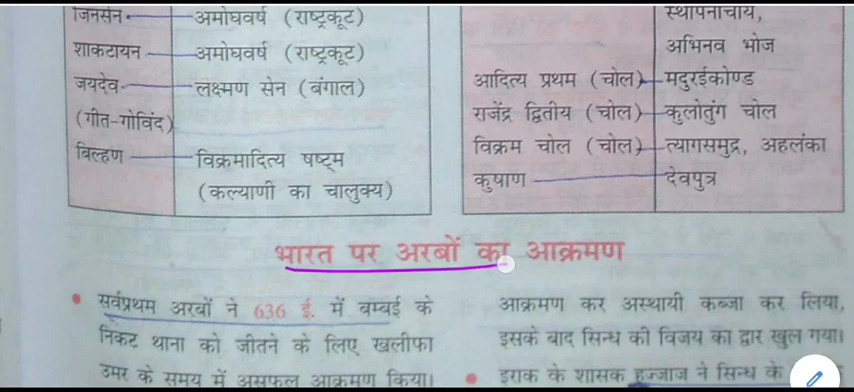 जिनसेन अमोघवर्ष (राष्ट्रकूट)
शाकटायन अमोघवर्ष (राष्ट्रकूट)
जयदेव लक्ष्मण सेन (बंगाल)
(गीत-गोविंद)
बिल्हण विक्रमादित्य षष्ट्म
(कल्याणी का चालुक्य)
स्थापनाचार्य,
अभिनव भोज
आदित्य प्रथम (चोल) मदुरईकोण्ड
राजेंद्र द्वितीय (चोल) कुलोतुंग चोल
विक्रम चोल (चोल) त्यागसमुद्र, अहलंका
कुषाण देवपुत्र
भारत पर अरबों का आक्रमण
• सर्वप्रथम अरबों ने 636 ई. में बम्बई के
निकट थाना को जीतने के लिए खलीफा
उमर के समय में असफल आक्रमण किया।
आक्रमण कर अस्थायी कब्जा कर लिया,
इसके बाद सिन्ध की विजय का द्वार खुल गया।
• इराक के शासक हज्जाज ने सिन्ध के